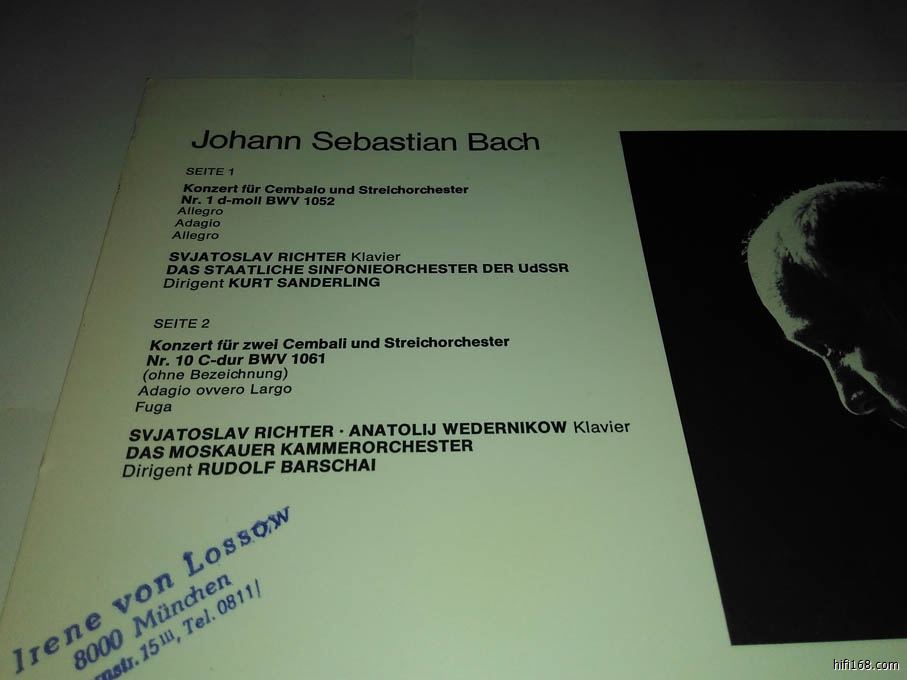 Johann Sebastian Bach
SEITE 1
Konzert für Cembalo und Streichorchester
Nr. 1 d-moll BWV 1052
Allegro
Adagio
Allegro
SVJATOSLAV RICHTER Klavier
DAS STAATLICHE SINFONIEORCHESTER DER UdSSR
Dirigent KURT SANDERLING
SEITE 2
Konzert für zwei Cembali und Streichorchester
Nr. 10 C-dur BWV 1061
(ohne Bezeichnung)
Adagio ovvero Largo
Fuga
SVJATOSLAV RICHTER · ANATOLIJ WEDERNIKOW Klavier
DAS MOSKAUER KAMMERORCHESTER
Dirigent RUDOLF BARSCHAI
Irene von Lossow
8000 München
15 III, Tel. 0811/
hifi168.com